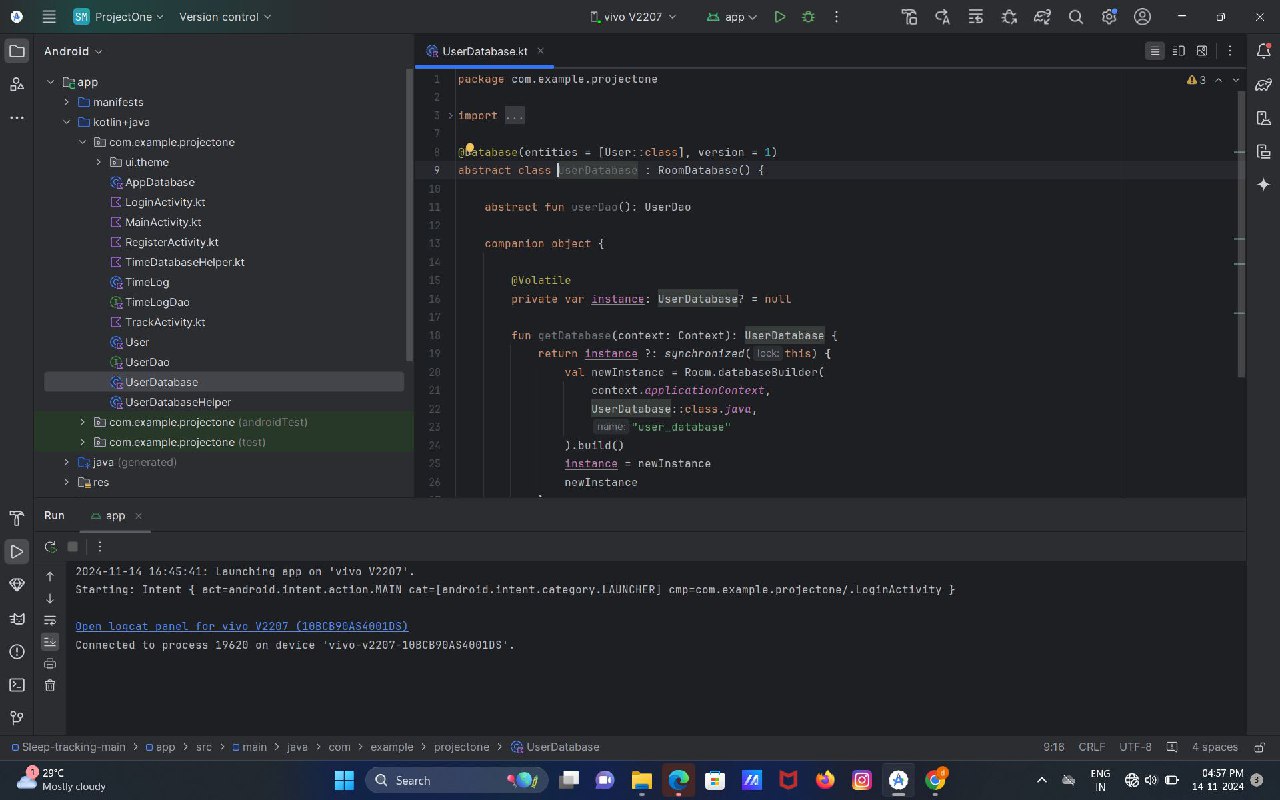 SM ProjectOne Version control vivo V2207 app
Android
UserDatabase.kt
app
manifests
kotlin+java
com.example.projectone
ui.theme
AppDatabase
LoginActivity.kt
MainActivity.kt
RegisterActivity.kt
TimeDatabaseHelper.kt
TimeLog
TimeLogDao
TrackActivity.kt
User
UserDao
UserDatabase
UserDatabaseHelper
com.example.projectone (androidTest)
com.example.projectone (test)
java (generated)
res
3
1 package com.example.projectone
2
3 import ...
7
8 @Database(entities = [User::class], version = 1)
9 abstract class UserDatabase : RoomDatabase() {
10
11 abstract fun userDao(): UserDao
12
13 companion object {
14
15 @Volatile
16 private var instance: UserDatabase? = null
17
18 fun getDatabase(context: Context): UserDatabase {
19 return instance ?: synchronized( lock: this) {
20 val newInstance = Room.databaseBuilder(
21 context.applicationContext,
22 UserDatabase::class.java,
23 name: "user_database"
24 ).build()
25 instance = newInstance
26 newInstance
Run app
2024-11-14 16:45:41: Launching app on 'vivo V2207'.
Starting: Intent { act=android.intent.action.MAIN cat=[android.intent.category.LAUNCHER] cmp=com.example.projectone/.LoginActivity }
Open logcat panel for vivo V2207 (10BCB90AS4001DS)
Connected to process 19620 on device 'vivo-v2207-10BCB90AS4001DS'.
Sleep-tracking-main > app > src > main > java > com > example > projectone > UserDatabase 9:16 CRLF UTF-8 4 spaces
1 29°C
Mostly cloudy
Search
ENG
IN
04:57 PM
14-11-2024
3